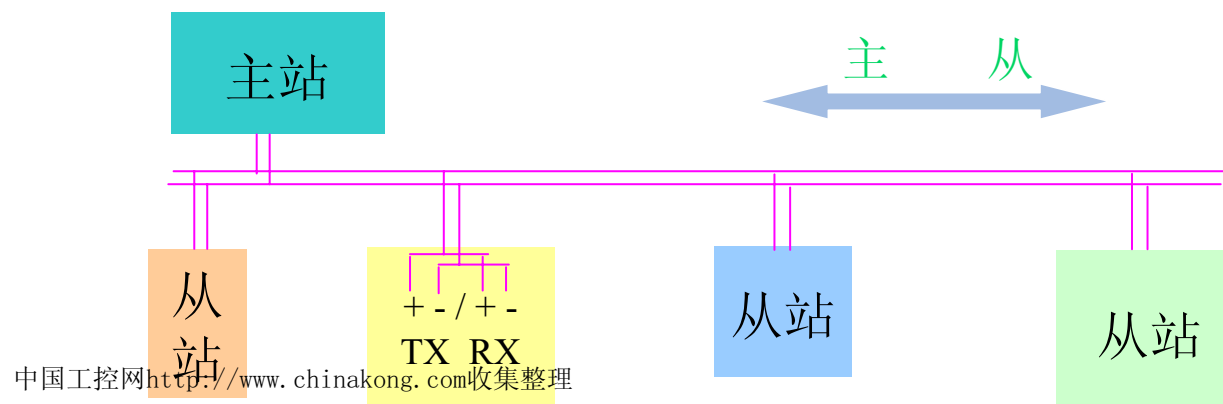 主站
主 从
从
站
+ - / + -
TX RX
从站
从站
中国工控网http://www.chinakong.com收集整理